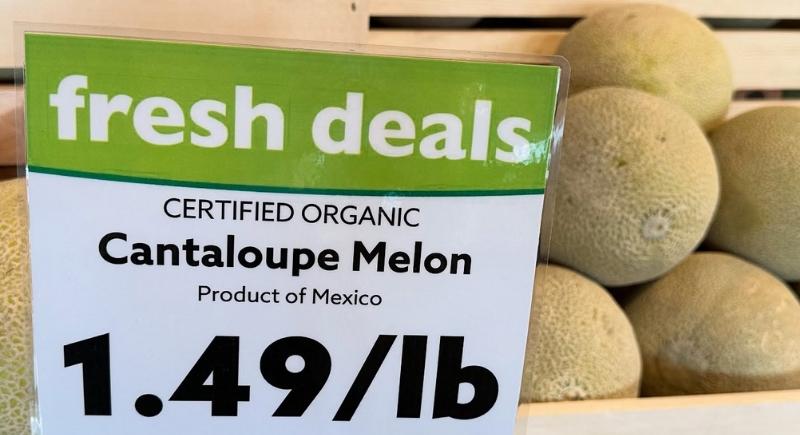 fresh deals
CERTIFIED ORGANIC
Cantaloupe Melon
Product of Mexico
1.49/lb